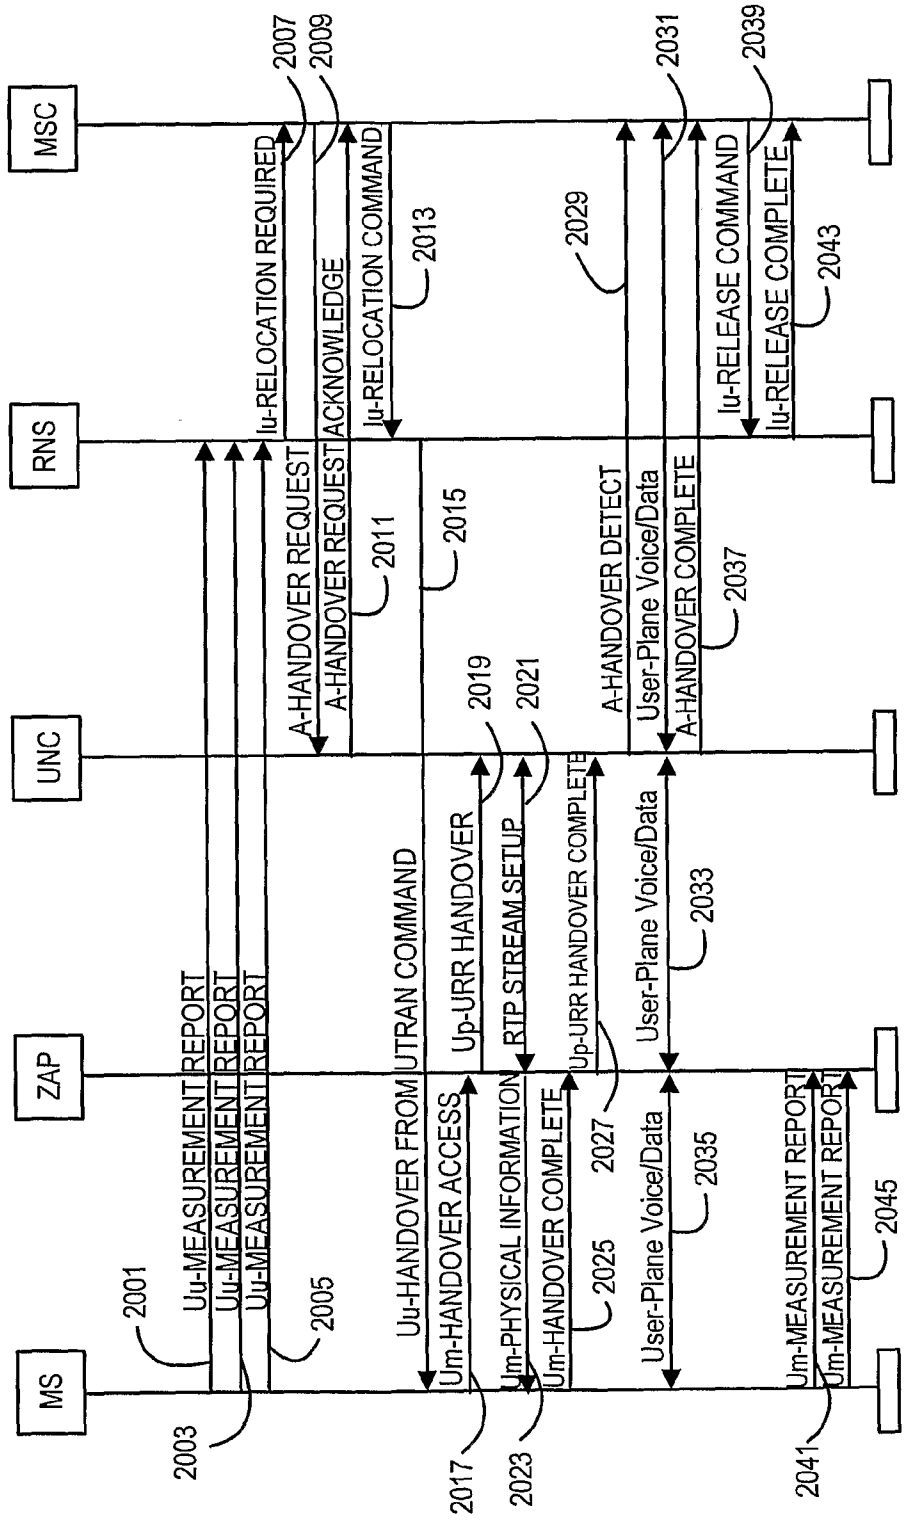 MS
ZAP
UNC
RNS
MSC
2001
Uu-MEASUREMENT REPORT
2003
Uu-MEASUREMENT REPORT
Uu-MEASUREMENT REPORT
2005
Iu-RELOCATION REQUIRED
2007
A-HANDOVER REQUEST
2009
A-HANDOVER REQUEST ACKNOWLEDGE
2011
Iu-RELOCATION COMMAND
2013
Uu-HANDOVER FROM UTRAN COMMAND
2015
Um-HANDOVER ACCESS
2017
Up-URR HANDOVER
2019
RTP STREAM SETUP
2021
Um-PHYSICAL INFORMATION
2023
Um-HANDOVER COMPLETE
2025
Up-URR HANDOVER COMPLETE
2027
A-HANDOVER DETECT
2029
User-Plane Voice/Data
2031
User-Plane Voice/Data
2033
User-Plane Voice/Data
2035
A-HANDOVER COMPLETE
2037
Iu-RELEASE COMMAND
2039
Iu-RELEASE COMPLETE
2043
Um-MEASUREMENT REPORT
2041
Um-MEASUREMENT REPORT
2045